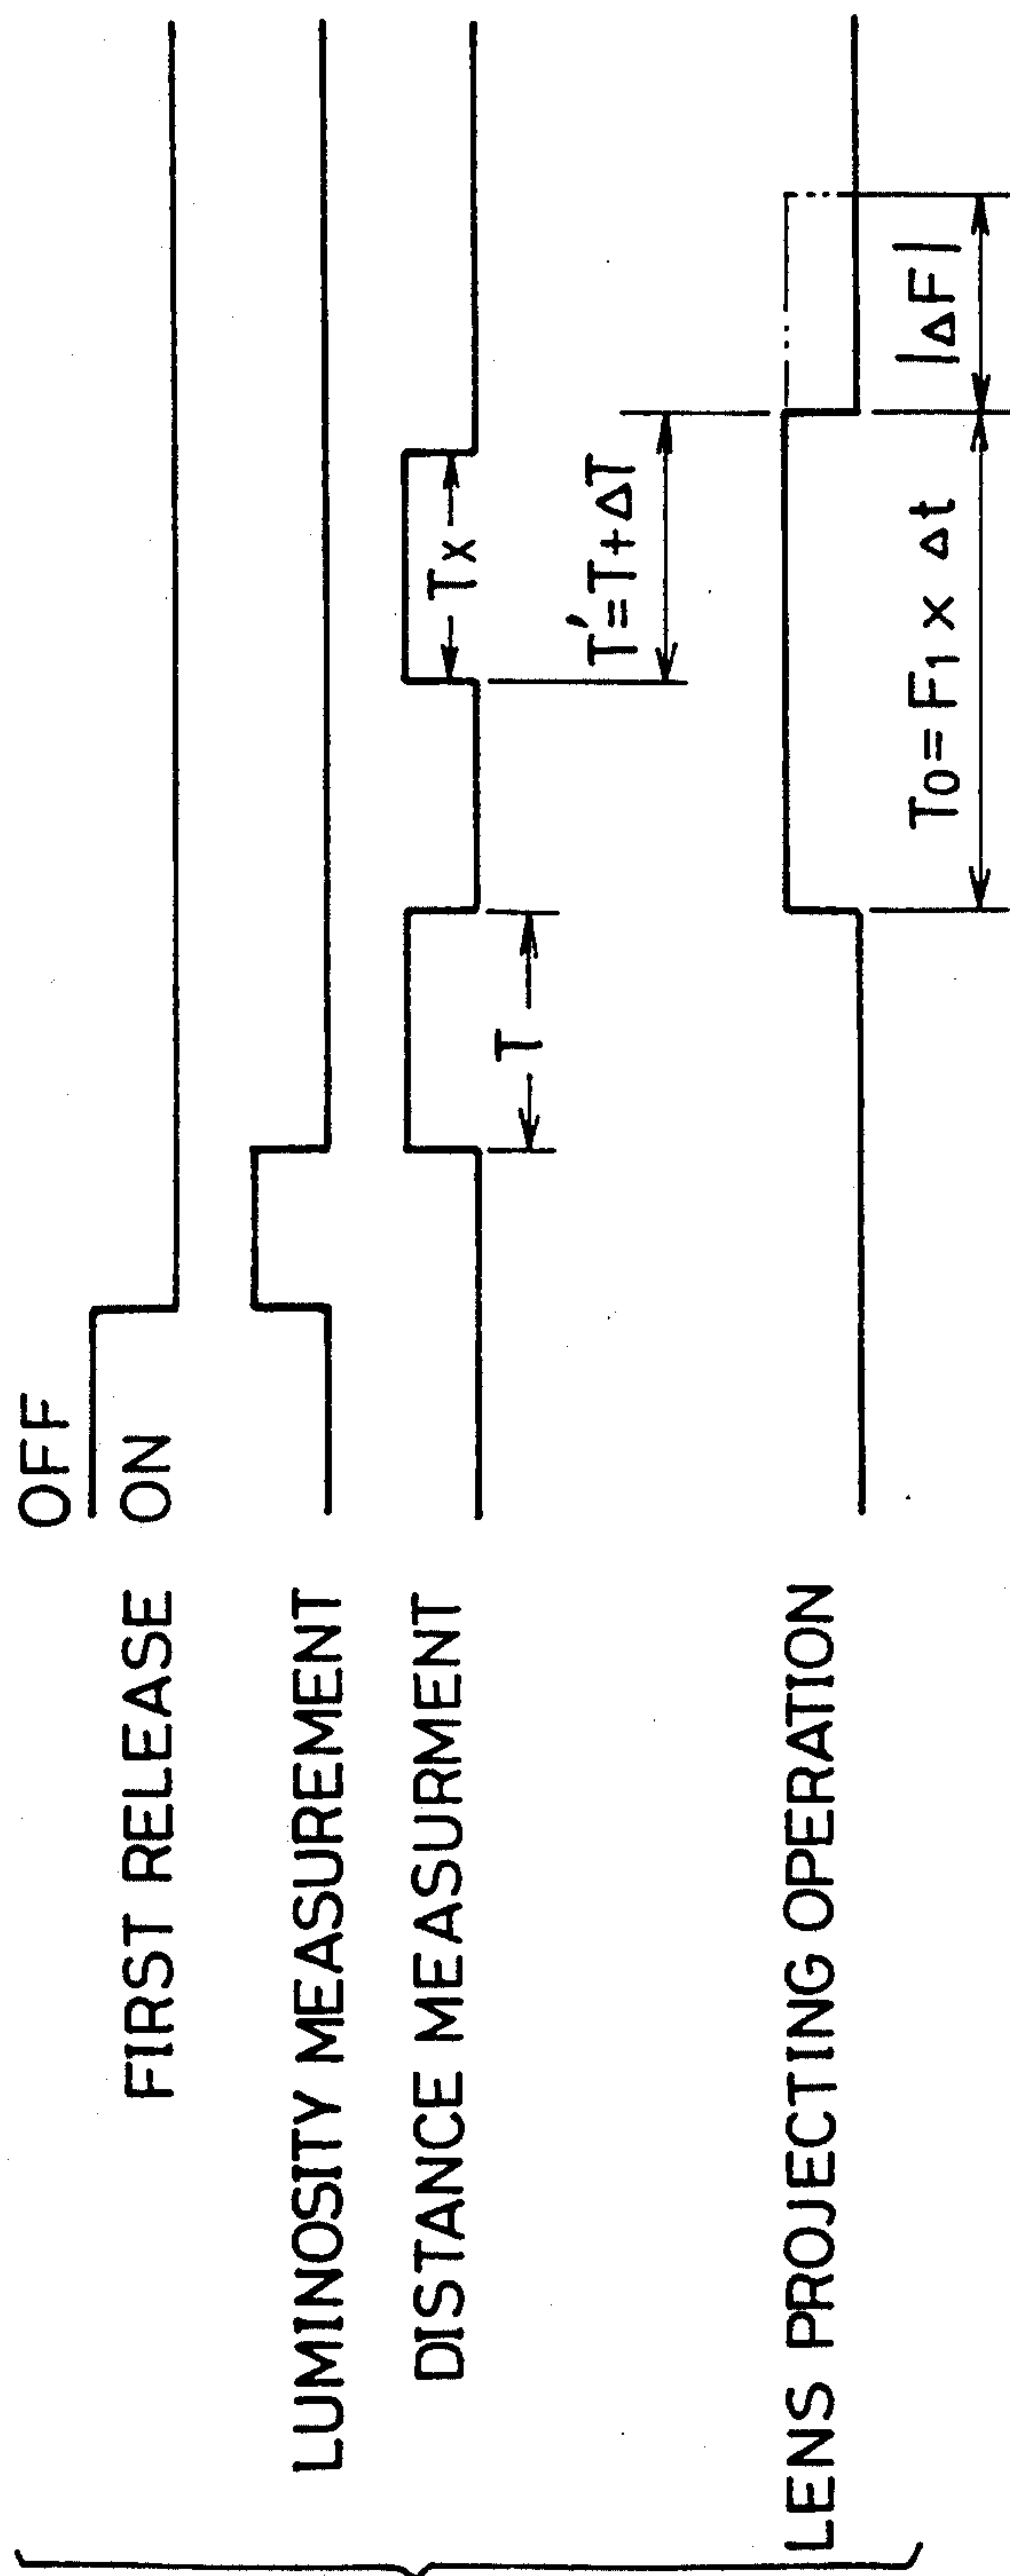 OFF
FIRST RELEASE ON
LUMINOSITY MEASUREMENT
DISTANCE MEASURMENT
T
Tx
T'=T+ΔT
LENS PROJECTING OPERATION
T0=F1×Δt
|ΔF|